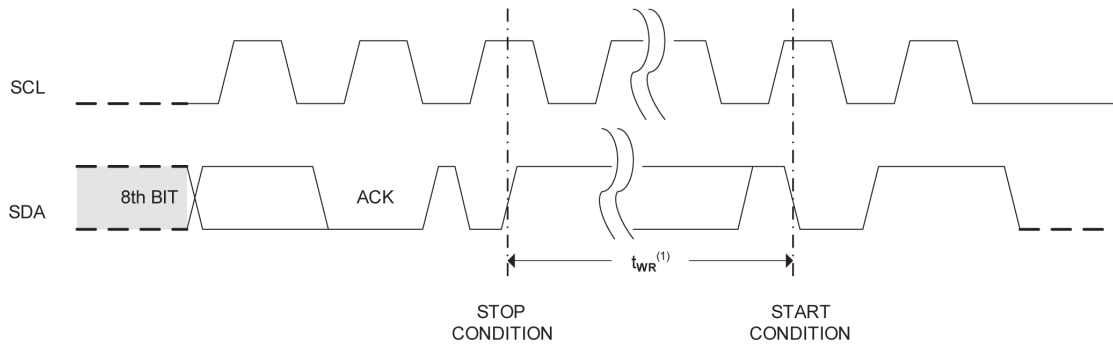 SCL
SDA
8th BIT
ACK
tWR(1)
STOP
CONDITION
START
CONDITION